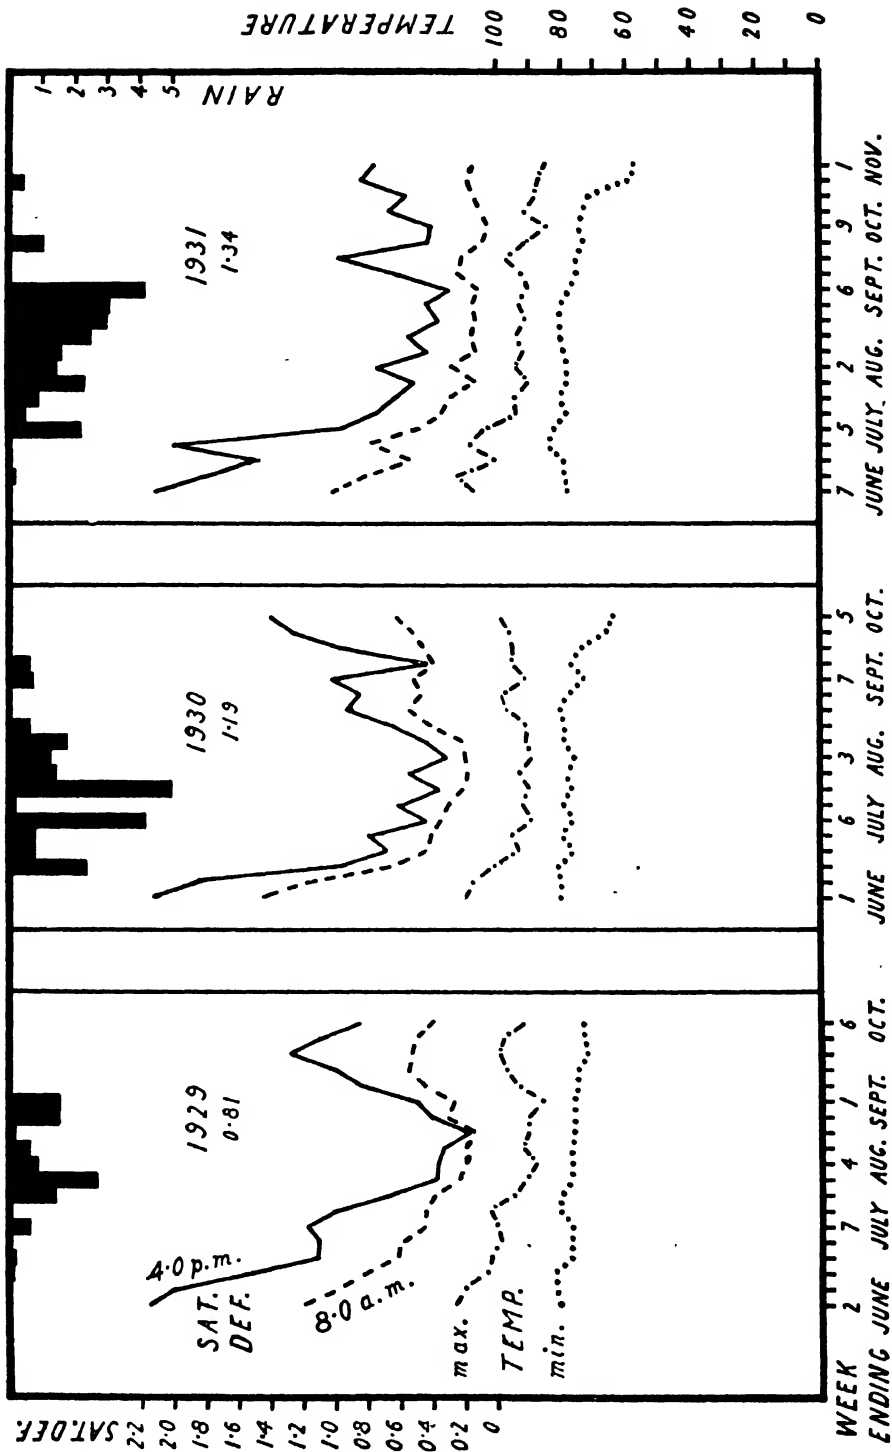 SAT. DEF.
2·2
2·0
1·8
1·6
1·4
1·2
1·0
0·8
0·6
0·4
0·2
0
4·0 p.m.
SAT.
DEF.
8·0 a.m.
max.
TEMP.
min.
1929
0·81
1930
1·19
1931
1·34
RAIN
1
2
3
4
5
TEMPERATURE
100
80
60
40
20
0
WEEK 2 7 4 1 6 1 6 3 7 5 7 5 2 6 9 1
ENDING JUNE JULY AUG. SEPT. OCT. JUNE JULY AUG. SEPT. OCT. JUNE JULY AUG. SEPT. OCT. NOV.